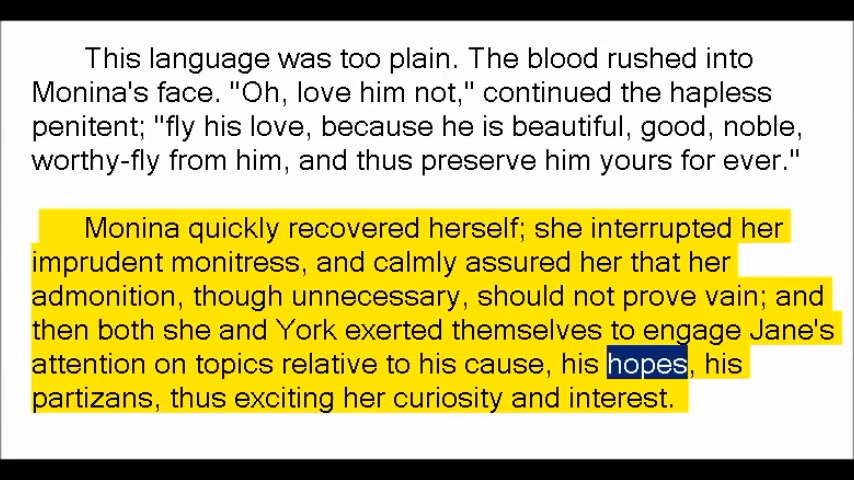 This language was too plain. The blood rushed into
Monina's face. "Oh, love him not," continued the hapless
penitent; "fly his love, because he is beautiful, good, noble,
worthy-fly from him, and thus preserve him yours for ever."
Monina quickly recovered herself; she interrupted her
imprudent monitress, and calmly assured her that her
admonition, though unnecessary, should not prove vain; and
then both she and York exerted themselves to engage Jane's
attention on topics relative to his cause, his hopes, his
partizans, thus exciting her curiosity and interest.